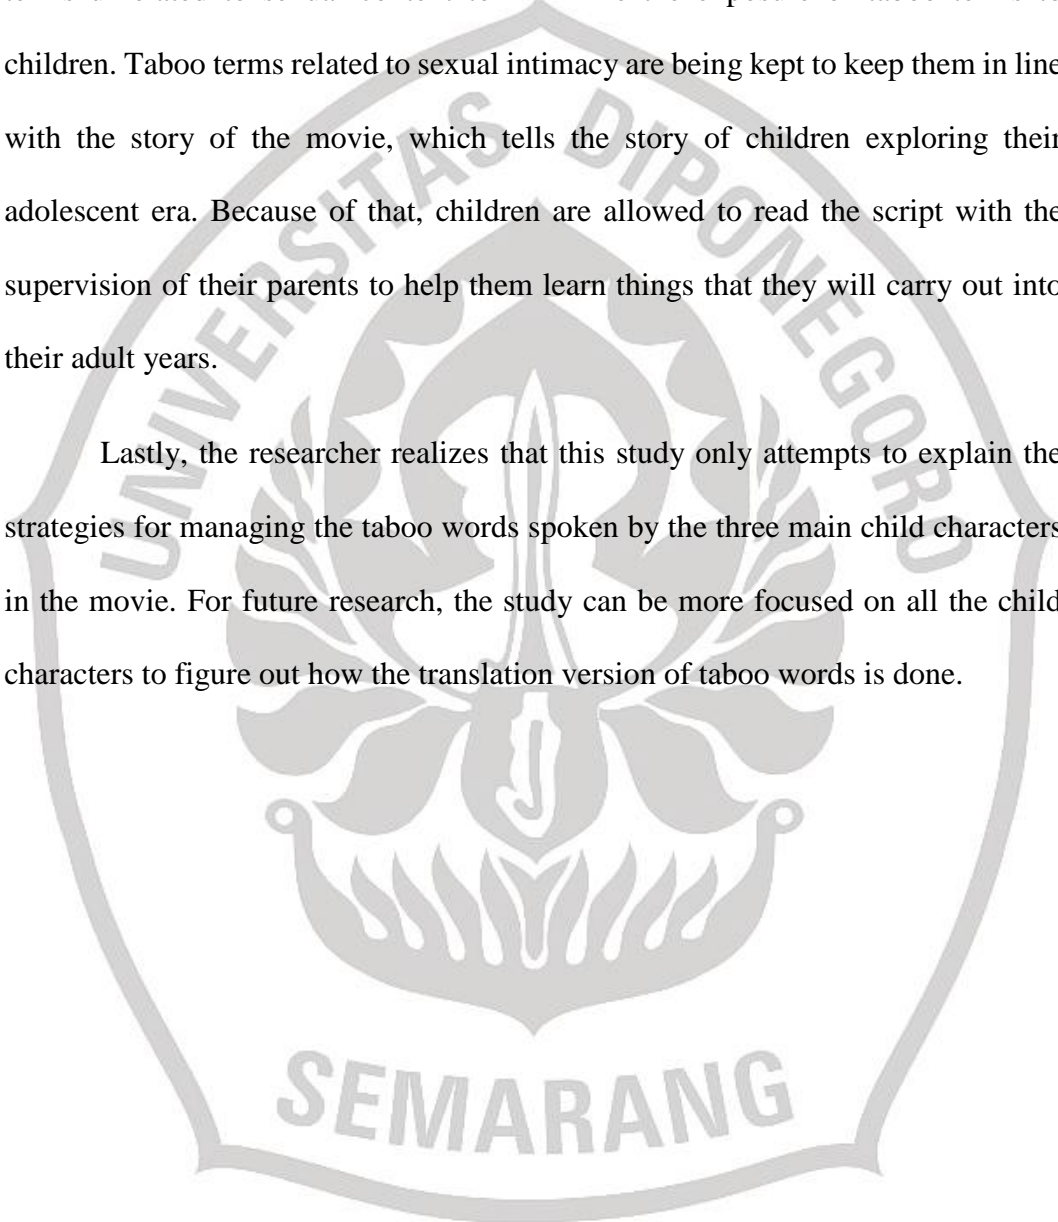 children. Taboo terms related to sexual intimacy are being kept to keep them in line
with the story of the movie, which tells the story of children exploring their
adolescent era. Because of that, children are allowed to read the script with the
supervision of their parents to help them learn things that they will carry out into
their adult years.
Lastly, the researcher realizes that this study only attempts to explain the
strategies for managing the taboo words spoken by the three main child characters
in the movie. For future research, the study can be more focused on all the child
characters to figure out how the translation version of taboo words is done.
UNIVERSITAS DIPONEGORO
SEMARANG